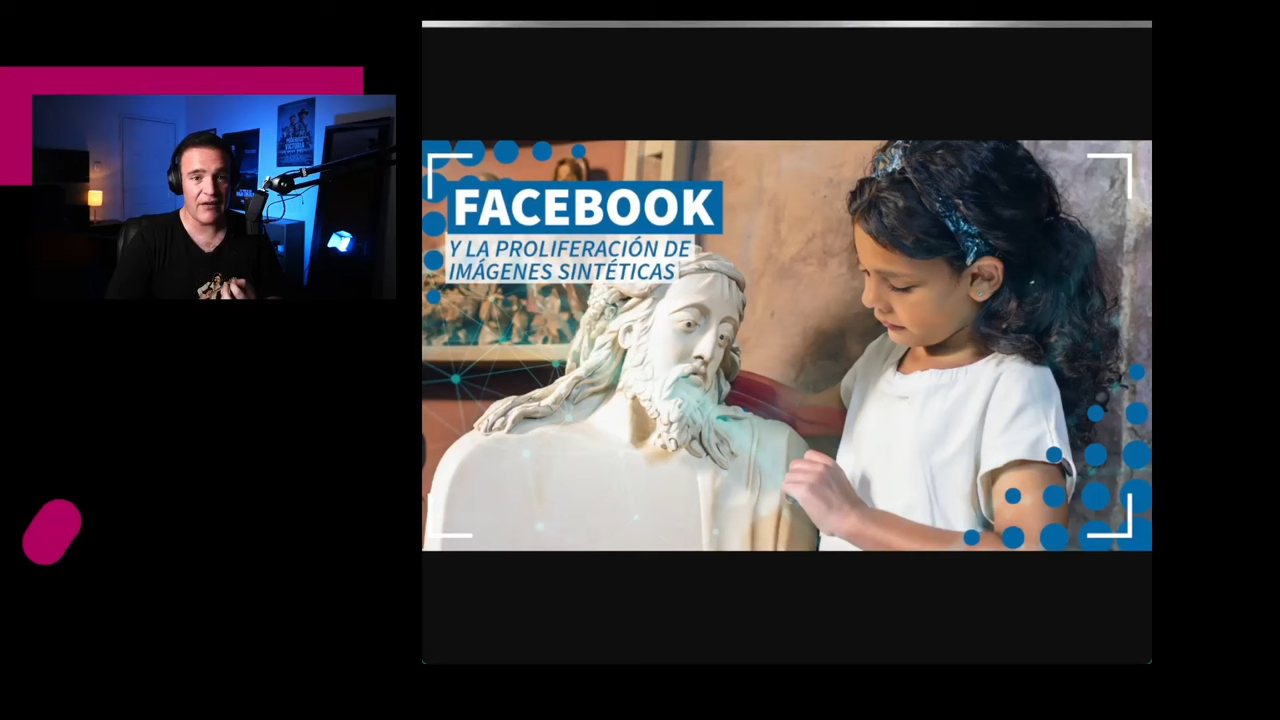 FACEBOOK
Y LA PROLIFERACIÓN DE
IMÁGENES SINTÉTICAS